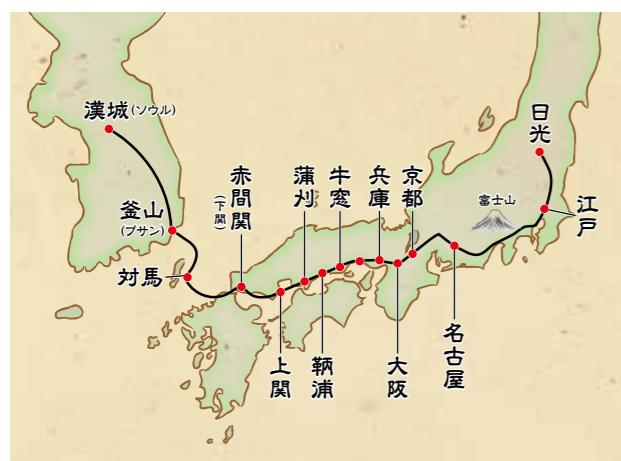 漢城(ソウル)
釜山
(プサン)
対馬
赤間関
(下関)
蒲刈
牛窓
兵庫
京都
日光
富士山
江戸
上関
鞆浦
大阪
名古屋